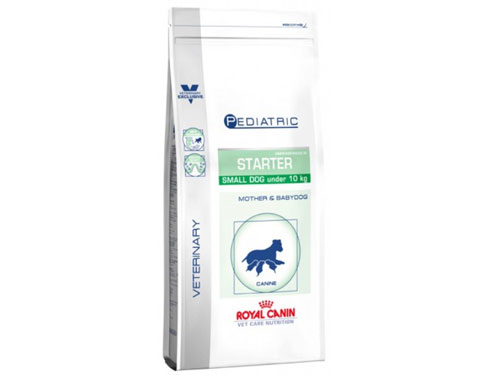 VETERINARY
EXCLUSIVE
PEDIATRIC
STARTER
SMALL DOG under 10 kg
MOTHER & BABYDOG
CANINE
VETERINARY
ROYAL CANIN
VET CARE NUTRITION